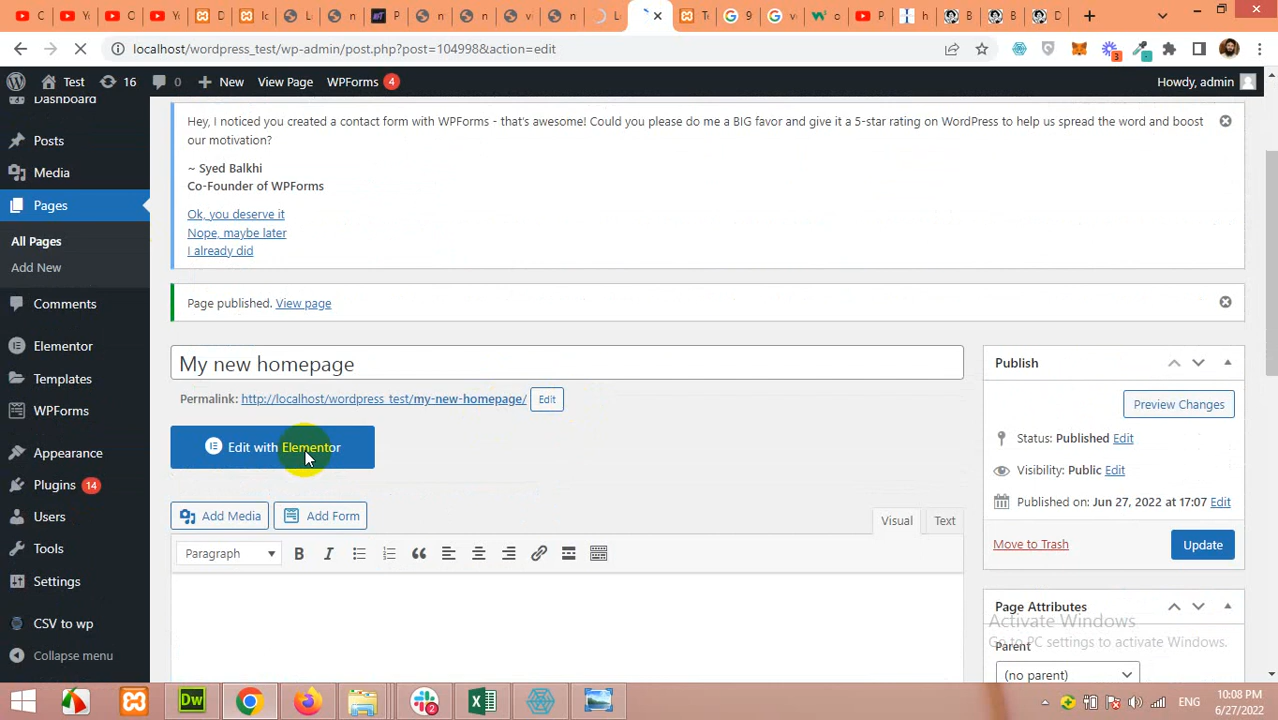 localhost/wordpress_test/wp-admin/post.php?post=104998&action=edit
3
Test
16
0
New
View Page
WPForms 4
Howdy, admin
Dashboard
Posts
Media
Pages
All Pages
Add New
Comments
Elementor
Templates
WPForms
Appearance
Plugins 14
Users
Tools
Settings
CSV to wp
Collapse menu
Hey, I noticed you created a contact form with WPForms - that's awesome! Could you please do me a BIG favor and give it a 5-star rating on WordPress to help us spread the word and boost
our motivation?
~ Syed Balkhi
Co-Founder of WPForms
Ok, you deserve it
Nope, maybe later
I already did
Page published. View page
My new homepage
Permalink: http://localhost/wordpress_test/my-new-homepage/ Edit
Edit with Elementor
Add Media
Add Form
Visual
Text
Paragraph
B
I
Publish
Preview Changes
Status: Published Edit
Visibility: Public Edit
Published on: Jun 27, 2022 at 17:07 Edit
Move to Trash
Update
Page Attributes
Parent
(no parent)
Activate Windows
Go to PC settings to activate Windows.
Dw
2
ENG
10:08 PM
6/27/2022